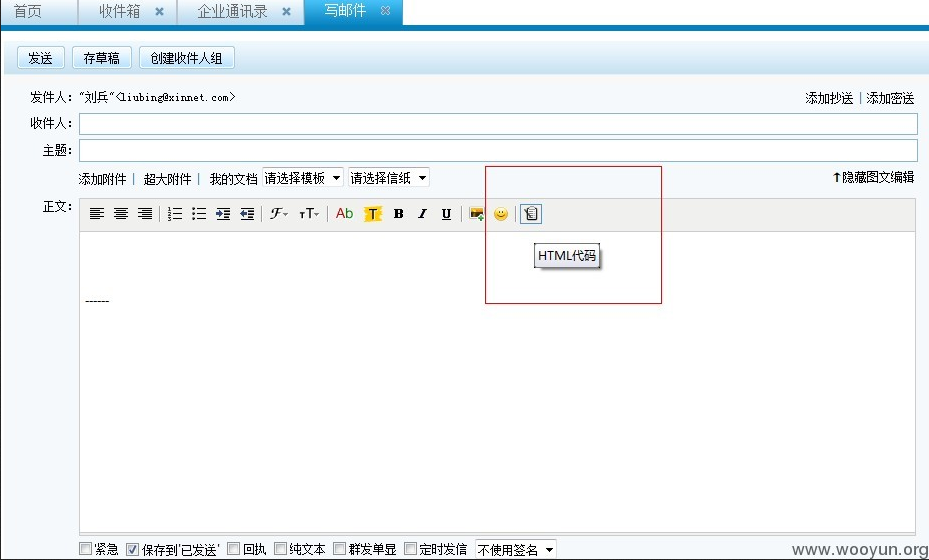 首页 收件箱 企业通讯录 写邮件
发送 存草稿 创建收件人组
发件人： "刘兵"<liubing@xinnet.com> 添加抄送 | 添加密送
收件人：
主题：
添加附件 | 超大附件 | 我的文档 请选择模板 请选择信纸 ↑隐藏图文编辑
正文： ℱ тT Ab T B I U
HTML代码
------
紧急 保存到'已发送' 回执 纯文本 群发单显 定时发信 不使用签名
www.wooyun.org